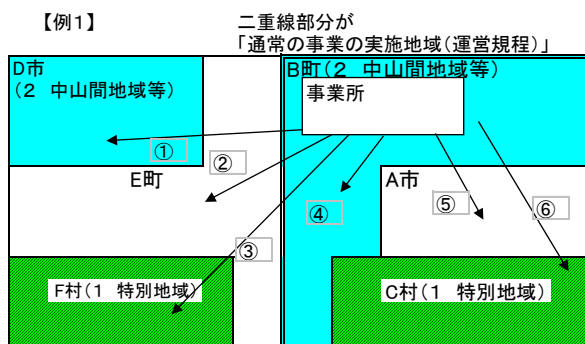 【例1】
二重線部分が
「通常の事業の実施地域(運営規程)」
D市
(2 中山間地域等)
B町(2 中山間地域等)
事業所
①
②
E町
A市
③
④
⑤
⑥
F村(1 特別地域)
C村(1 特別地域)